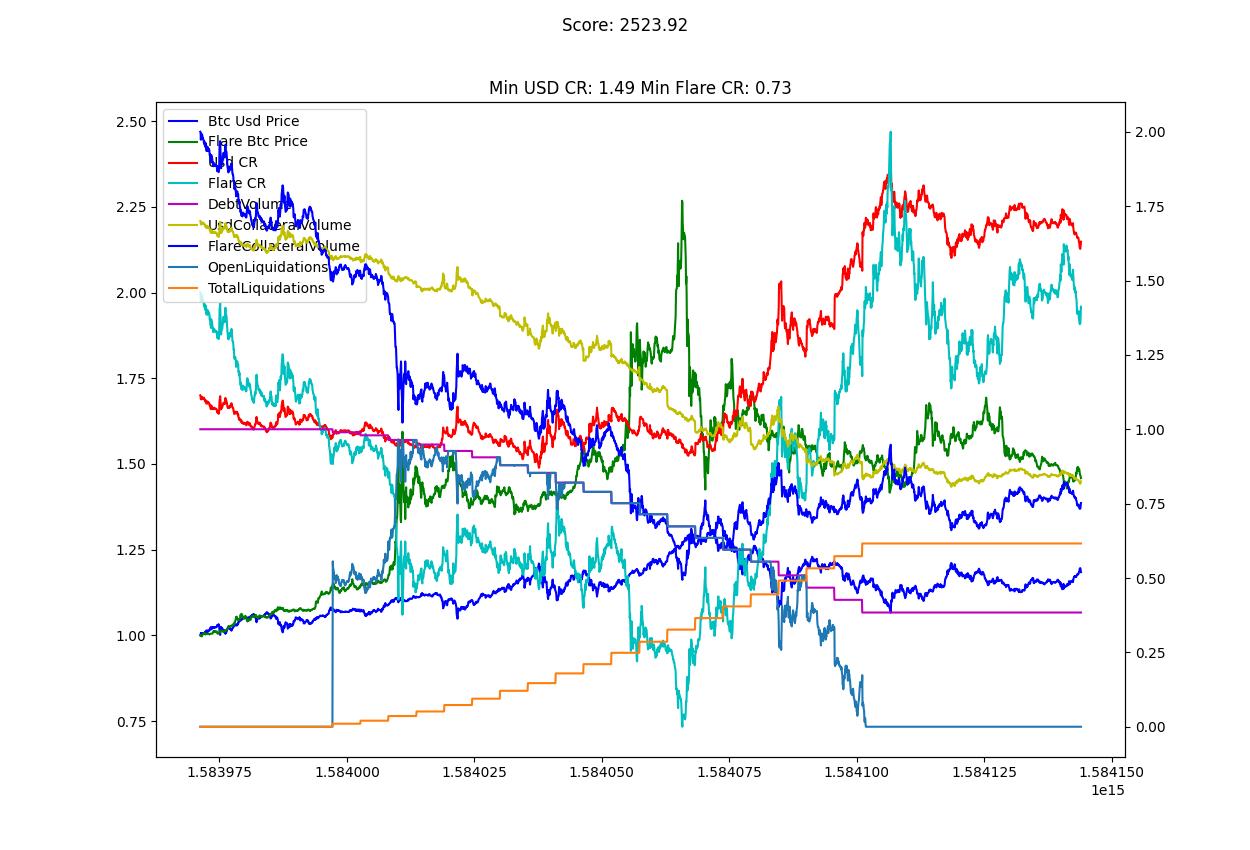 Score: 2523.92
Min USD CR: 1.49 Min Flare CR: 0.73
Btc Usd Price
Flare Btc Price
Usd CR
Flare CR
DebtVolume
UsdCollateralVolume
FlareCollateralVolume
OpenLiquidations
TotalLiquidations
2.50
2.25
2.00
1.75
1.50
1.25
1.00
0.75
2.00
1.75
1.50
1.25
1.00
0.75
0.50
0.25
0.00
1.583975 1.584000 1.584025 1.584050 1.584075 1.584100 1.584125 1.584150
1e15